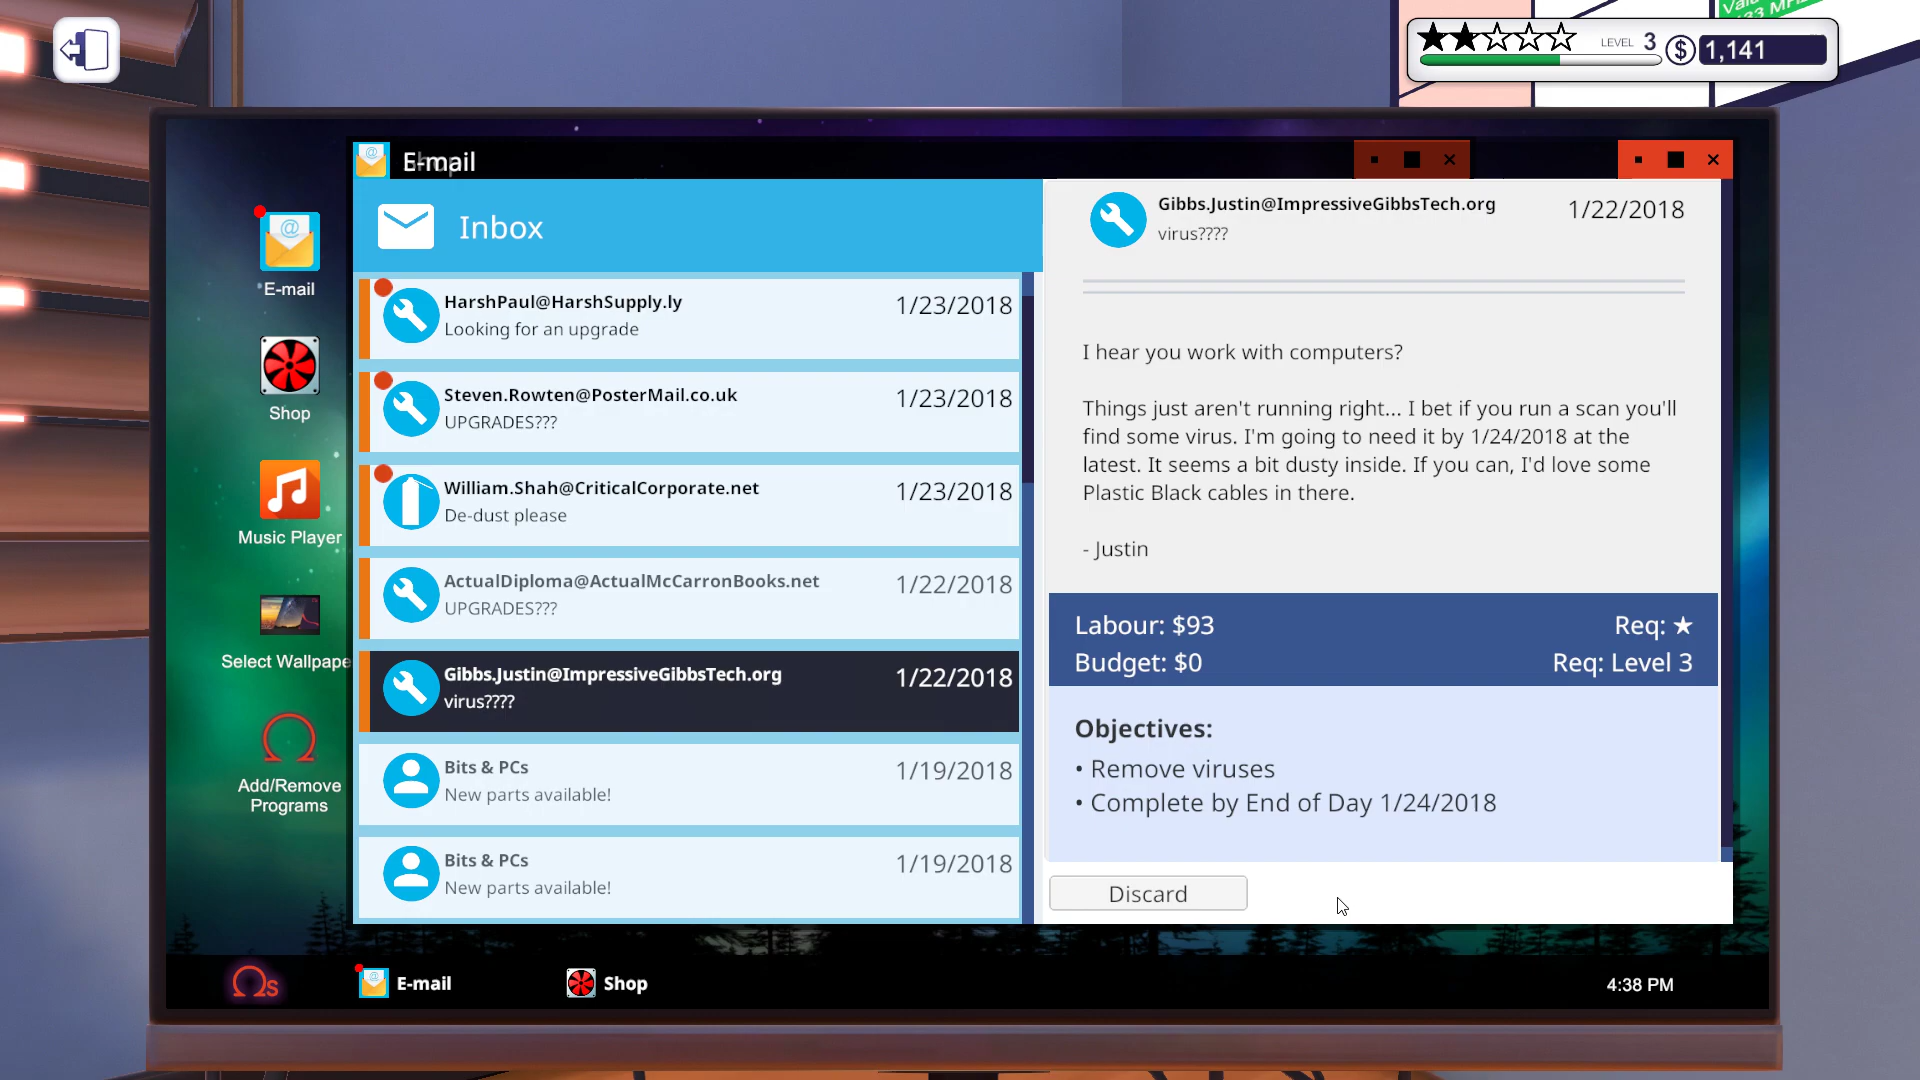 LEVEL 3
$ 1,141
E-mail
Inbox
HarshPaul@HarshSupply.ly
1/23/2018
Looking for an upgrade
Steven.Rowten@PosterMail.co.uk
1/23/2018
UPGRADES???
William.Shah@CriticalCorporate.net
1/23/2018
De-dust please
ActualDiploma@ActualMcCarronBooks.net
1/22/2018
UPGRADES???
Gibbs.Justin@ImpressiveGibbsTech.org
1/22/2018
virus????
Bits & PCs
1/19/2018
New parts available!
Bits & PCs
1/19/2018
New parts available!
Gibbs.Justin@ImpressiveGibbsTech.org
1/22/2018
virus????
I hear you work with computers?
Things just aren't running right... I bet if you run a scan you'll
find some virus. I'm going to need it by 1/24/2018 at the
latest. It seems a bit dusty inside. If you can, I'd love some
Plastic Black cables in there.
- Justin
Labour: $93
Req: ★
Budget: $0
Req: Level 3
Objectives:
• Remove viruses
• Complete by End of Day 1/24/2018
Discard
E-mail
Shop
Music Player
Select Wallpape
Add/Remove
Programs
Ωs
E-mail
Shop
4:38 PM